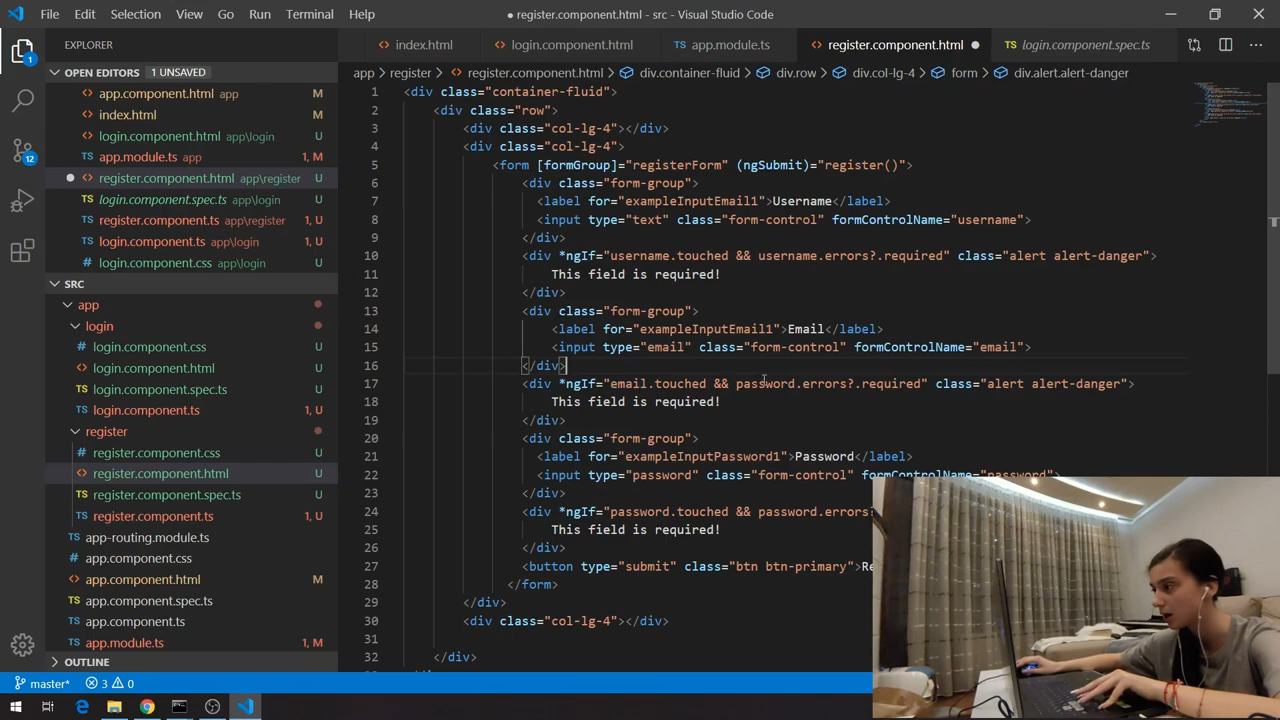 File Edit Selection View Go Run Terminal Help
● register.component.html - src - Visual Studio Code
EXPLORER
index.html
login.component.html
app.module.ts
register.component.html
login.component.spec.ts
OPEN EDITORS 1 UNSAVED
app.component.html app M
index.html M
login.component.html app\login U
app.module.ts app 1, M
register.component.html app\register U
login.component.spec.ts app\login U
register.component.ts app\register 1, U
login.component.ts app\login 1, U
login.component.css app\login U
SRC
app
login
login.component.css U
login.component.html U
login.component.spec.ts U
login.component.ts 1, U
register
register.component.css U
register.component.html U
register.component.spec.ts U
register.component.ts 1, U
app-routing.module.ts
app.component.css
app.component.html M
app.component.spec.ts
app.component.ts
app.module.ts 1, M
OUTLINE
1
12
app > register > register.component.html > div.container-fluid > div.row > div.col-lg-4 > form > div.alert.alert-danger
1 <div class="container-fluid">
2 <div class="row">
3 <div class="col-lg-4"></div>
4 <div class="col-lg-4">
5 <form [formGroup]="registerForm" (ngSubmit)="register()">
6 <div class="form-group">
7 <label for="exampleInputEmail1">Username</label>
8 <input type="text" class="form-control" formControlName="username">
9 </div>
10 <div *ngIf="username.touched && username.errors?.required" class="alert alert-danger">
11 This field is required!
12 </div>
13 <div class="form-group">
14 <label for="exampleInputEmail1">Email</label>
15 <input type="email" class="form-control" formControlName="email">
16 </div>
17 <div *ngIf="email.touched && password.errors?.required" class="alert alert-danger">
18 This field is required!
19 </div>
20 <div class="form-group">
21 <label for="exampleInputPassword1">Password</label>
22 <input type="password" class="form-control" formControlName="password">
23 </div>
24 <div *ngIf="password.touched && password.errors?
25 This field is required!
26 </div>
27 <button type="submit" class="btn btn-primary">Re
28 </form>
29 </div>
30 <div class="col-lg-4"></div>
31
32 </div>
master* 3 0